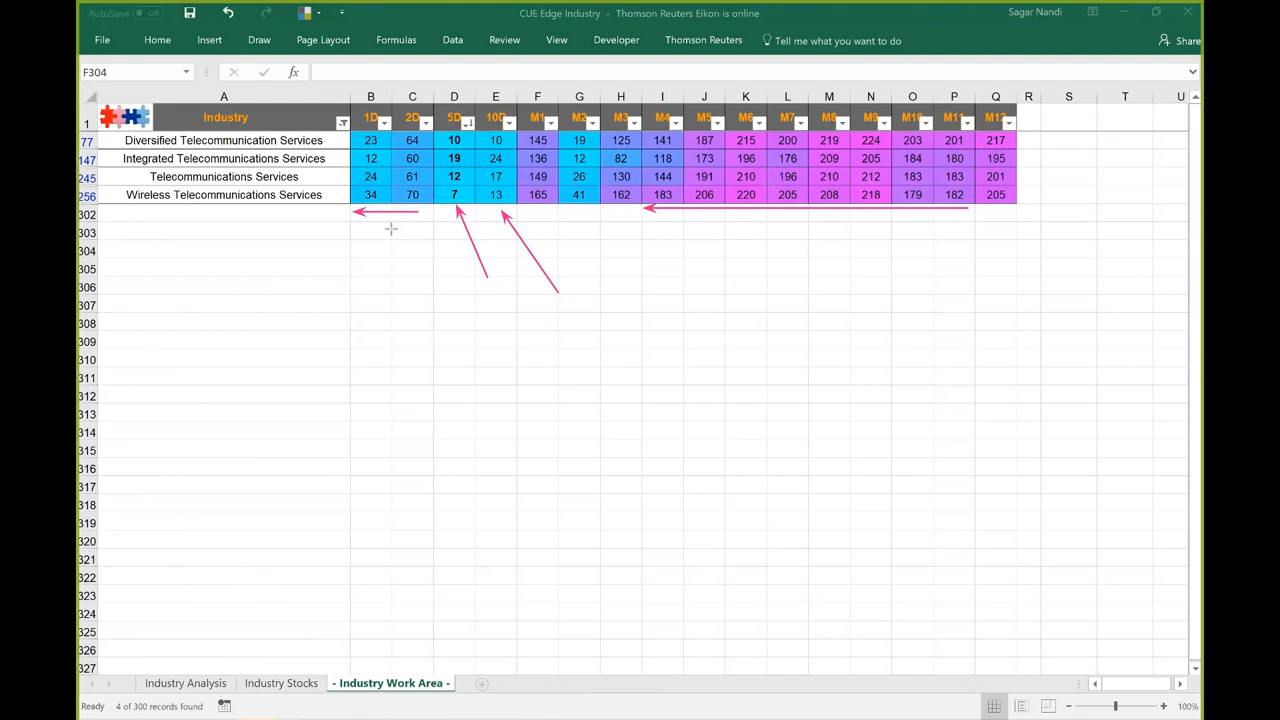 AutoSave Off
CUE Edge Industry - Thomson Reuters Eikon is online
Sagar Nandi
File Home Insert Draw Page Layout Formulas Data Review View Developer Thomson Reuters Tell me what you want to do Share
F304 fx
A B C D E F G H I J K L M N O P Q R S T U
1 Industry 1D 2D 5D 10D M1 M2 M3 M4 M5 M6 M7 M8 M9 M10 M11 M12
77 Diversified Telecommunication Services 23 64 10 10 145 19 125 141 187 215 200 219 224 203 201 217
147 Integrated Telecommunications Services 12 60 19 24 136 12 82 118 173 196 176 209 205 184 180 195
245 Telecommunications Services 24 61 12 17 149 26 130 144 191 210 196 210 212 183 183 201
256 Wireless Telecommunications Services 34 70 7 13 165 41 162 183 206 220 205 208 218 179 182 205
302
303
304
305
306
307
308
309
310
311
312
313
314
315
316
317
318
319
320
321
322
323
324
325
326
327
Industry Analysis Industry Stocks - Industry Work Area -
Ready 4 of 300 records found 100%